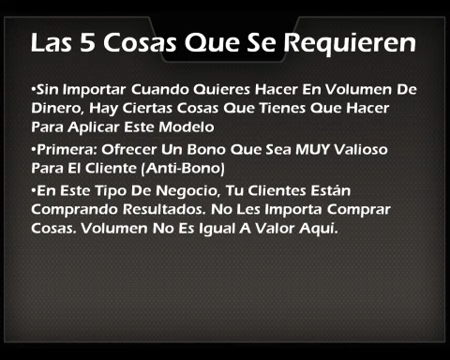 Las 5 Cosas Que Se Requieren
•Sin Importar Cuando Quieres Hacer En Volumen De
Dinero, Hay Ciertas Cosas Que Tienes Que Hacer
Para Aplicar Este Modelo
•Primera: Ofrecer Un Bono Que Sea MUY Valioso
Para El Cliente (Anti-Bono)
•En Este Tipo De Negocio, Tu Clientes Están
Comprando Resultados. No Les Importa Comprar
Cosas. Volumen No Es Igual A Valor Aquí.